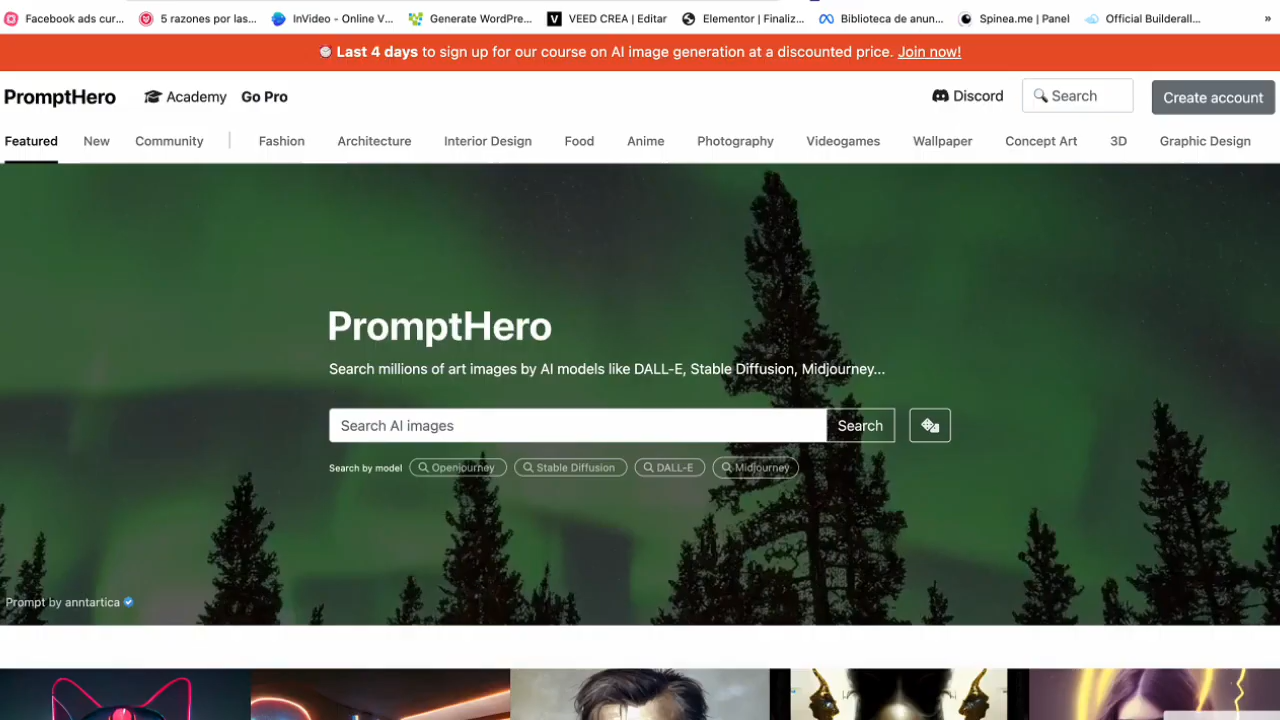 Facebook ads cur...
5 razones por las...
InVideo - Online V...
Generate WordPre...
VEED CREA | Editar
Elementor | Finaliz...
Biblioteca de anun...
Spinea.me | Panel
Official Builderall...
»
Last 4 days to sign up for our course on AI image generation at a discounted price. Join now!
PromptHero
Academy
Go Pro
Discord
Search
Create account
Featured
New
Community
Fashion
Architecture
Interior Design
Food
Anime
Photography
Videogames
Wallpaper
Concept Art
3D
Graphic Design
PromptHero
Search millions of art images by AI models like DALL-E, Stable Diffusion, Midjourney...
Search AI images
Search
Search by model
Openjourney
Stable Diffusion
DALL-E
Midjourney
Prompt by anntartica